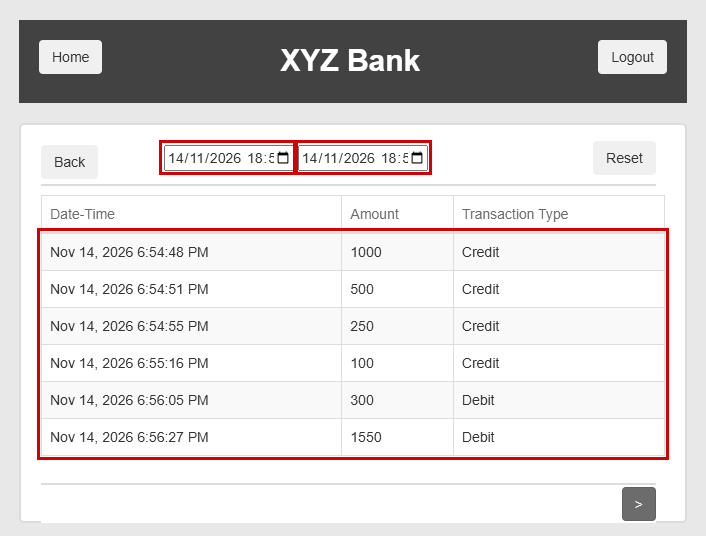 Home XYZ Bank Logout
Back 14/11/2026 18:5 14/11/2026 18:5 Reset
Date-Time Amount Transaction Type
Nov 14, 2026 6:54:48 PM 1000 Credit
Nov 14, 2026 6:54:51 PM 500 Credit
Nov 14, 2026 6:54:55 PM 250 Credit
Nov 14, 2026 6:55:16 PM 100 Credit
Nov 14, 2026 6:56:05 PM 300 Debit
Nov 14, 2026 6:56:27 PM 1550 Debit
>